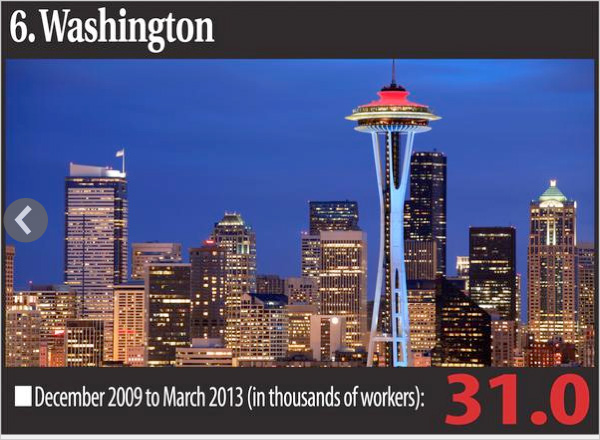 6. Washington
December 2009 to March 2013 (in thousands of workers): 31.0